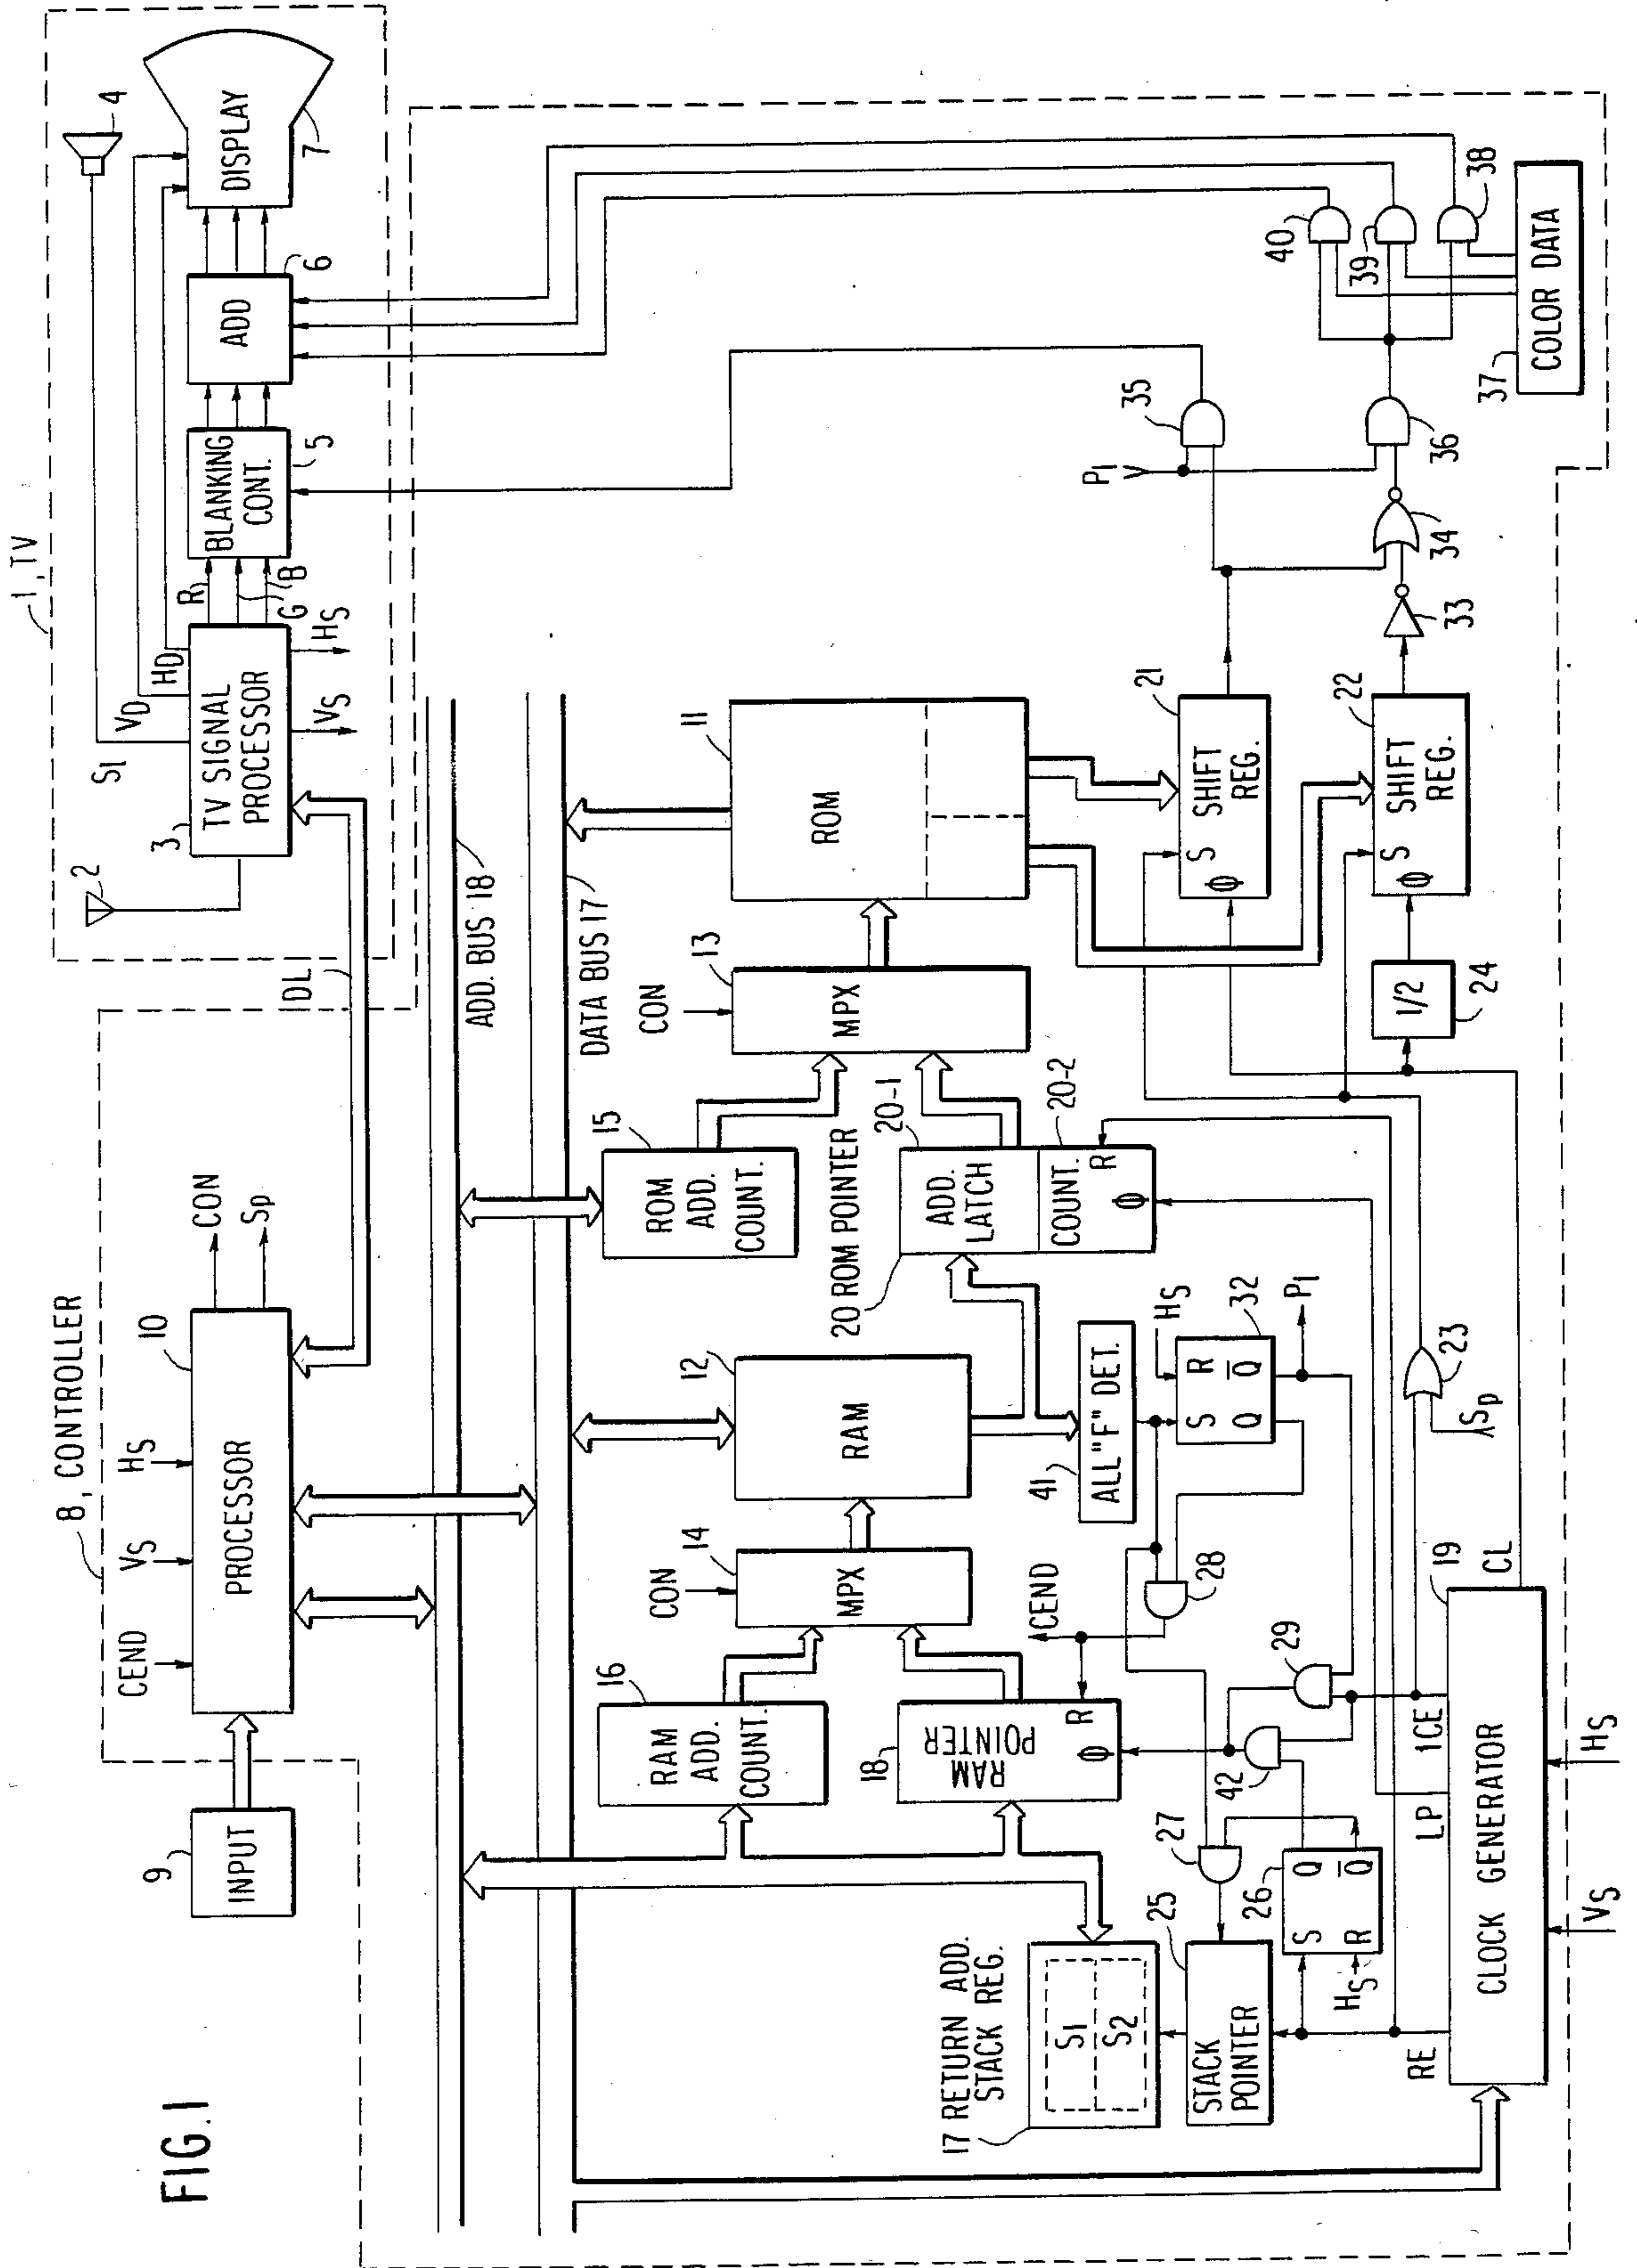 FIG.1
1, TV
2
3
TV SIGNAL
PROCESSOR
S1
VD
HD
R
G
B
VS
HS
BLANKING
CONT.
5
ADD
6
DISPLAY
7
4
DL
8, CONTROLLER
9
INPUT
CEND
VS
HS
10
PROCESSOR
CON
Sp
ADD. BUS 18
DATA BUS 17
16
RAM
ADD.
COUNT.
18
RAM
POINTER
R
Φ
CON
14
MPX
12
RAM
15
ROM
ADD.
COUNT.
20 ROM POINTER
20-1
ADD.
LATCH
20-2
COUNT.
R
Φ
CON
13
MPX
11
ROM
17 RETURN ADD.
STACK REG.
S1
S2
25
STACK
POINTER
27
26
S
Q
R
Q̅
HS
42
29
28
CEND
41
ALL "F" DET.
HS
32
S
R
Q
Q̅
P1
23
Sp
1/2
24
21
SHIFT
REG.
S
Φ
22
SHIFT
REG.
S
Φ
33
34
P1
35
36
37
COLOR DATA
38
39
40
RE
LP
1CE
CL
19
CLOCK GENERATOR
VS
HS